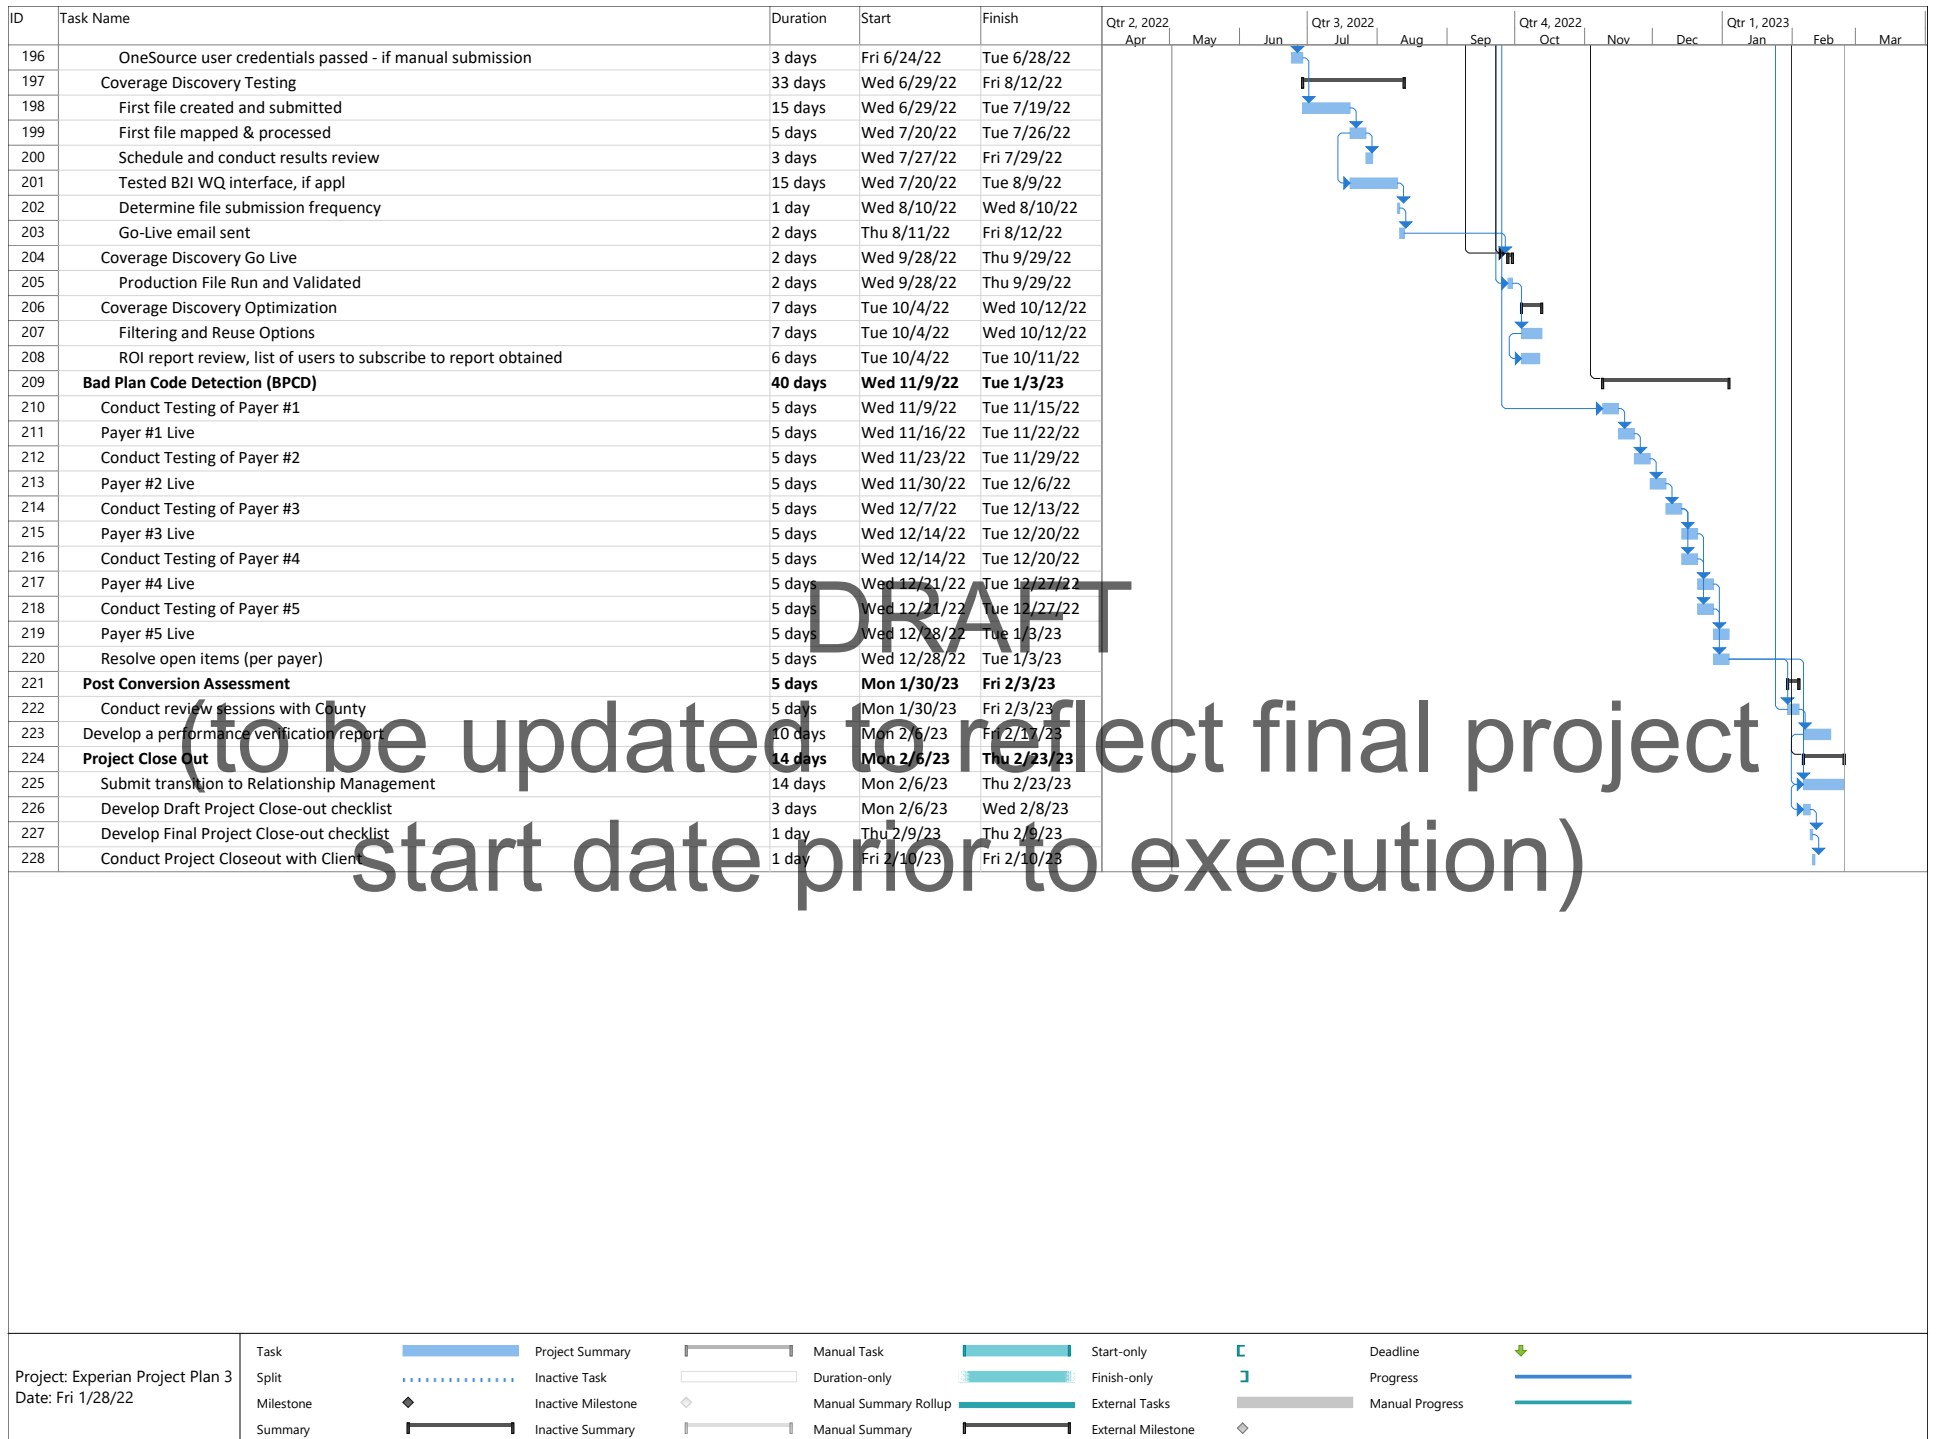 ID Task Name Duration Start Finish Qtr 2, 2022 Qtr 3, 2022 Qtr 4, 2022 Qtr 1, 2023
Apr May Jun Jul Aug Sep Oct Nov Dec Jan Feb Mar
196 OneSource user credentials passed - if manual submission 3 days Fri 6/24/22 Tue 6/28/22
197 Coverage Discovery Testing 33 days Wed 6/29/22 Fri 8/12/22
198 First file created and submitted 15 days Wed 6/29/22 Tue 7/19/22
199 First file mapped & processed 5 days Wed 7/20/22 Tue 7/26/22
200 Schedule and conduct results review 3 days Wed 7/27/22 Fri 7/29/22
201 Tested B2I WQ interface, if appl 15 days Wed 7/20/22 Tue 8/9/22
202 Determine file submission frequency 1 day Wed 8/10/22 Wed 8/10/22
203 Go-Live email sent 2 days Thu 8/11/22 Fri 8/12/22
204 Coverage Discovery Go Live 2 days Wed 9/28/22 Thu 9/29/22
205 Production File Run and Validated 2 days Wed 9/28/22 Thu 9/29/22
206 Coverage Discovery Optimization 7 days Tue 10/4/22 Wed 10/12/22
207 Filtering and Reuse Options 7 days Tue 10/4/22 Wed 10/12/22
208 ROI report review, list of users to subscribe to report obtained 6 days Tue 10/4/22 Tue 10/11/22
209 Bad Plan Code Detection (BPCD) 40 days Wed 11/9/22 Tue 1/3/23
210 Conduct Testing of Payer #1 5 days Wed 11/9/22 Tue 11/15/22
211 Payer #1 Live 5 days Wed 11/16/22 Tue 11/22/22
212 Conduct Testing of Payer #2 5 days Wed 11/23/22 Tue 11/29/22
213 Payer #2 Live 5 days Wed 11/30/22 Tue 12/6/22
214 Conduct Testing of Payer #3 5 days Wed 12/7/22 Tue 12/13/22
215 Payer #3 Live 5 days Wed 12/14/22 Tue 12/20/22
216 Conduct Testing of Payer #4 5 days Wed 12/14/22 Tue 12/20/22
217 Payer #4 Live 5 days Wed 12/21/22 Tue 12/27/22
218 Conduct Testing of Payer #5 5 days Wed 12/21/22 Tue 12/27/22
219 Payer #5 Live 5 days Wed 12/28/22 Tue 1/3/23
220 Resolve open items (per payer) 5 days Wed 12/28/22 Tue 1/3/23
221 Post Conversion Assessment 5 days Mon 1/30/23 Fri 2/3/23
222 Conduct review sessions with County 5 days Mon 1/30/23 Fri 2/3/23
223 Develop a performance verification report 10 days Mon 2/6/23 Fri 2/17/23
224 Project Close Out 14 days Mon 2/6/23 Thu 2/23/23
225 Submit transition to Relationship Management 14 days Mon 2/6/23 Thu 2/23/23
226 Develop Draft Project Close-out checklist 3 days Mon 2/6/23 Wed 2/8/23
227 Develop Final Project Close-out checklist 1 day Thu 2/9/23 Thu 2/9/23
228 Conduct Project Closeout with Client 1 day Fri 2/10/23 Fri 2/10/23
DRAFT
(to be updated to reflect final project
start date prior to execution)
Project: Experian Project Plan 3
Date: Fri 1/28/22
Task Project Summary Manual Task Start-only Deadline
Split Inactive Task Duration-only Finish-only Progress
Milestone Inactive Milestone Manual Summary Rollup External Tasks Manual Progress
Summary Inactive Summary Manual Summary External Milestone